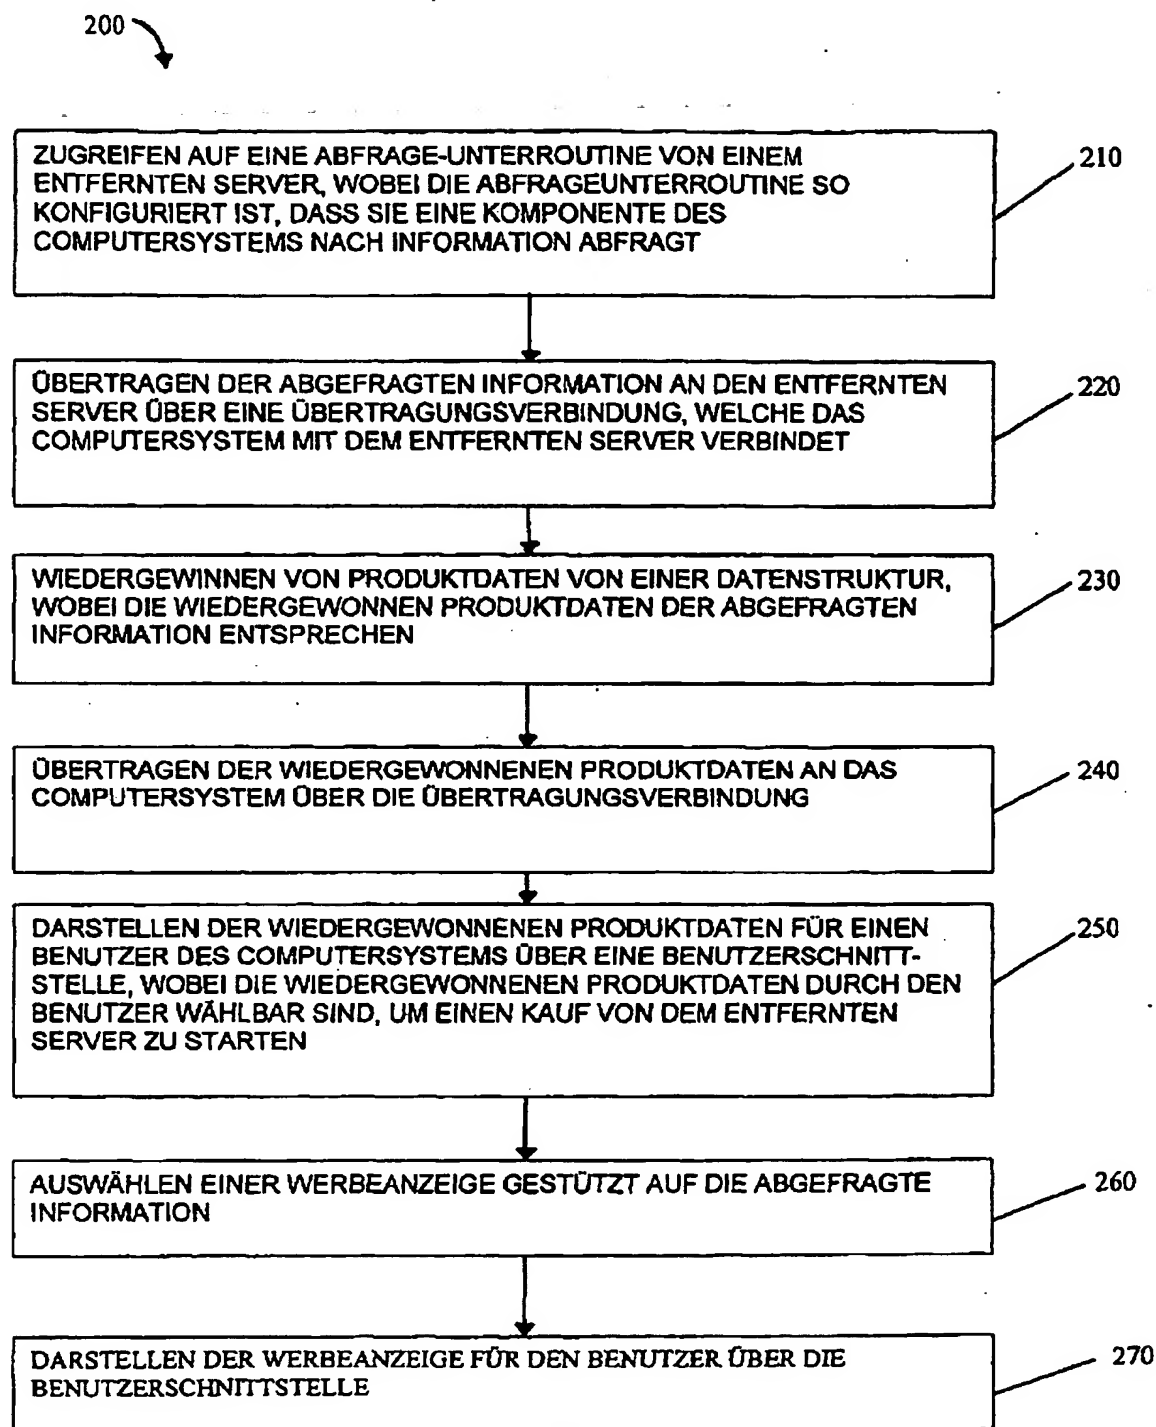 200
ZUGREIFEN AUF EINE ABFRAGE-UNTERROUTINE VON EINEM
ENTFERNTEN SERVER, WOBEI DIE ABFRAGEUNTERROUTINE SO
KONFIGURIERT IST, DASS SIE EINE KOMPONENTE DES
COMPUTERSYSTEMS NACH INFORMATION ABFRAGT
210
ÜBERTRAGEN DER ABGEFRAGTEN INFORMATION AN DEN ENTFERNTEN
SERVER ÜBER EINE ÜBERTRAGUNGSVERBINDUNG, WELCHE DAS
COMPUTERSYSTEM MIT DEM ENTFERNTEN SERVER VERBINDET
220
WIEDERGEWINNEN VON PRODUKTDATEN VON EINER DATENSTRUKTUR,
WOBEI DIE WIEDERGEWONNEN PRODUKTDATEN DER ABGEFRAGTEN
INFORMATION ENTSPRECHEN
230
ÜBERTRAGEN DER WIEDERGEWONNENEN PRODUKTDATEN AN DAS
COMPUTERSYSTEM ÜBER DIE ÜBERTRAGUNGSVERBINDUNG
240
DARSTELLEN DER WIEDERGEWONNENEN PRODUKTDATEN FÜR EINEN
BENUTZER DES COMPUTERSYSTEMS ÜBER EINE BENUTZERSCHNITT-
STELLE, WOBEI DIE WIEDERGEWONNENEN PRODUKTDATEN DURCH DEN
BENUTZER WÄHLBAR SIND, UM EINEN KAUF VON DEM ENTFERNTEN
SERVER ZU STARTEN
250
AUSWÄHLEN EINER WERBEANZEIGE GESTÜTZT AUF DIE ABGEFRAGTE
INFORMATION
260
DARSTELLEN DER WERBEANZEIGE FÜR DEN BENUTZER ÜBER DIE
BENUTZERSCHNITTSTELLE
270